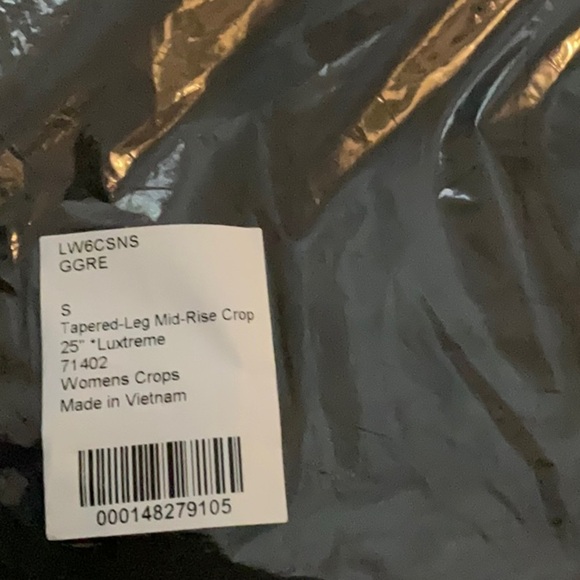 LW6CSNS
GGRE
S
Tapered-Leg Mid-Rise Crop
25" *Luxtreme
71402
Womens Crops
Made in Vietnam
000148279105